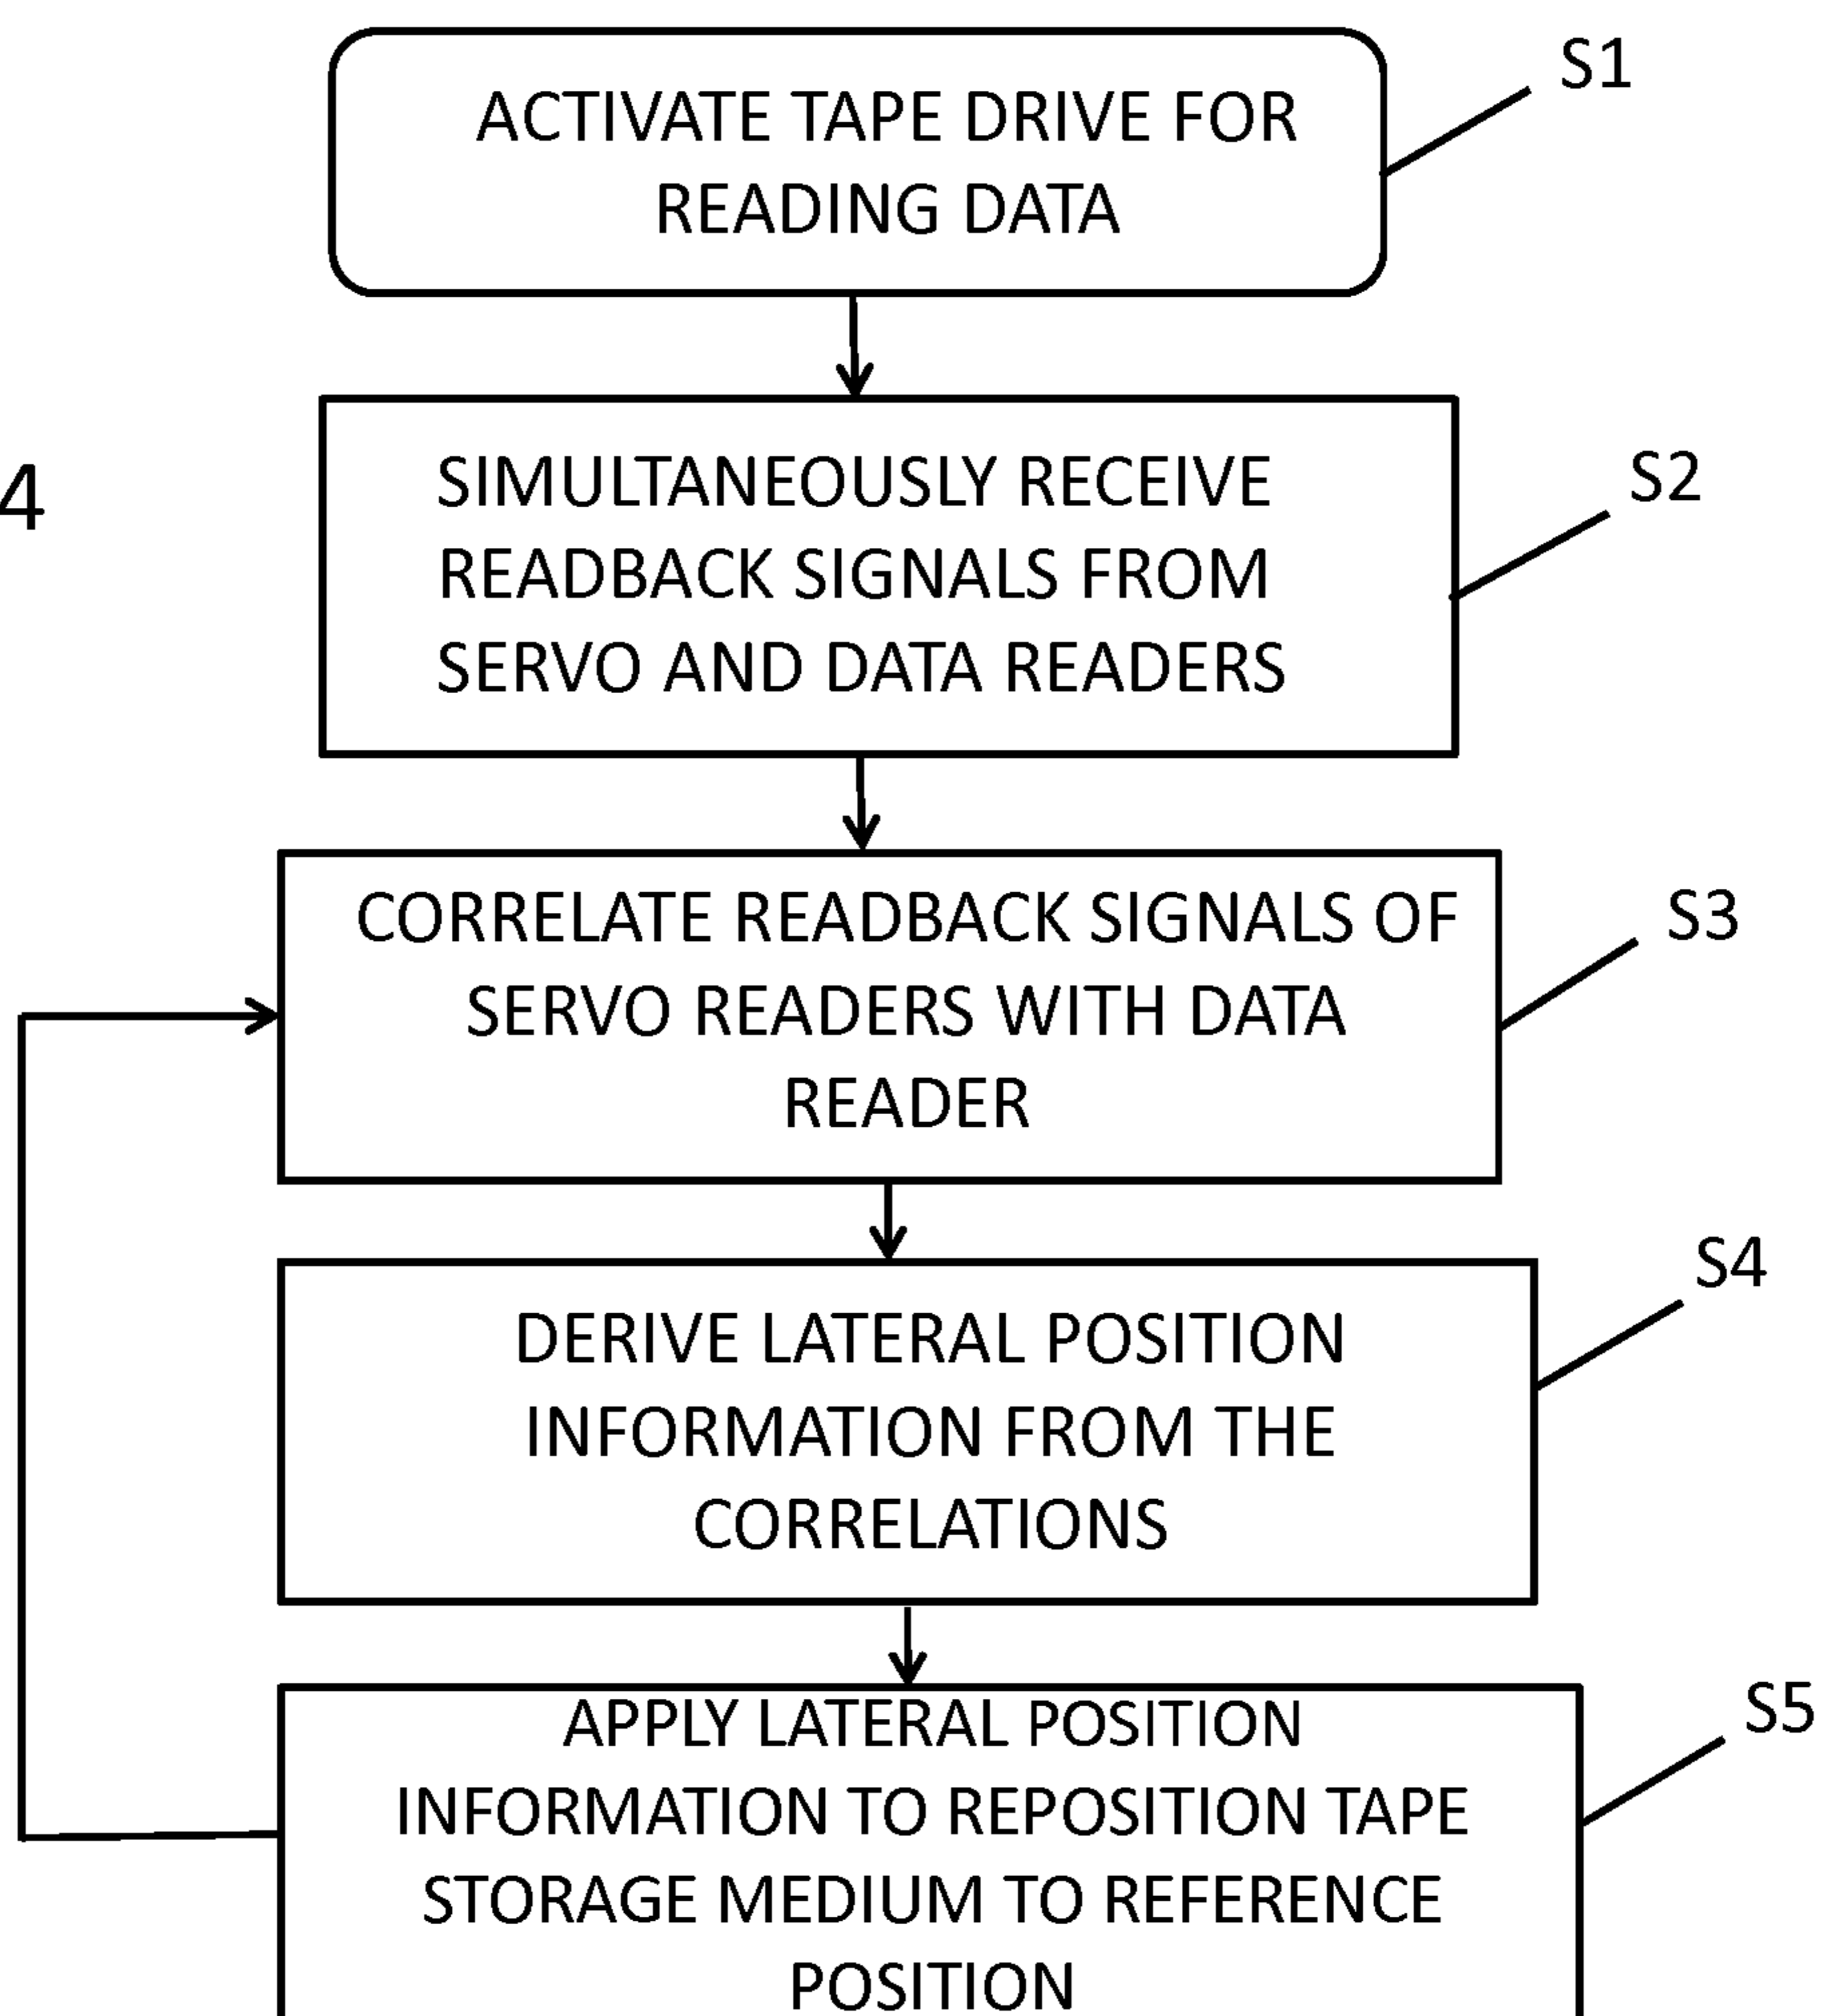 S1
ACTIVATE TAPE DRIVE FOR
READING DATA
4
S2
SIMULTANEOUSLY RECEIVE
READBACK SIGNALS FROM
SERVO AND DATA READERS
S3
CORRELATE READBACK SIGNALS OF
SERVO READERS WITH DATA
READER
S4
DERIVE LATERAL POSITION
INFORMATION FROM THE
CORRELATIONS
S5
APPLY LATERAL POSITION
INFORMATION TO REPOSITION TAPE
STORAGE MEDIUM TO REFERENCE
POSITION